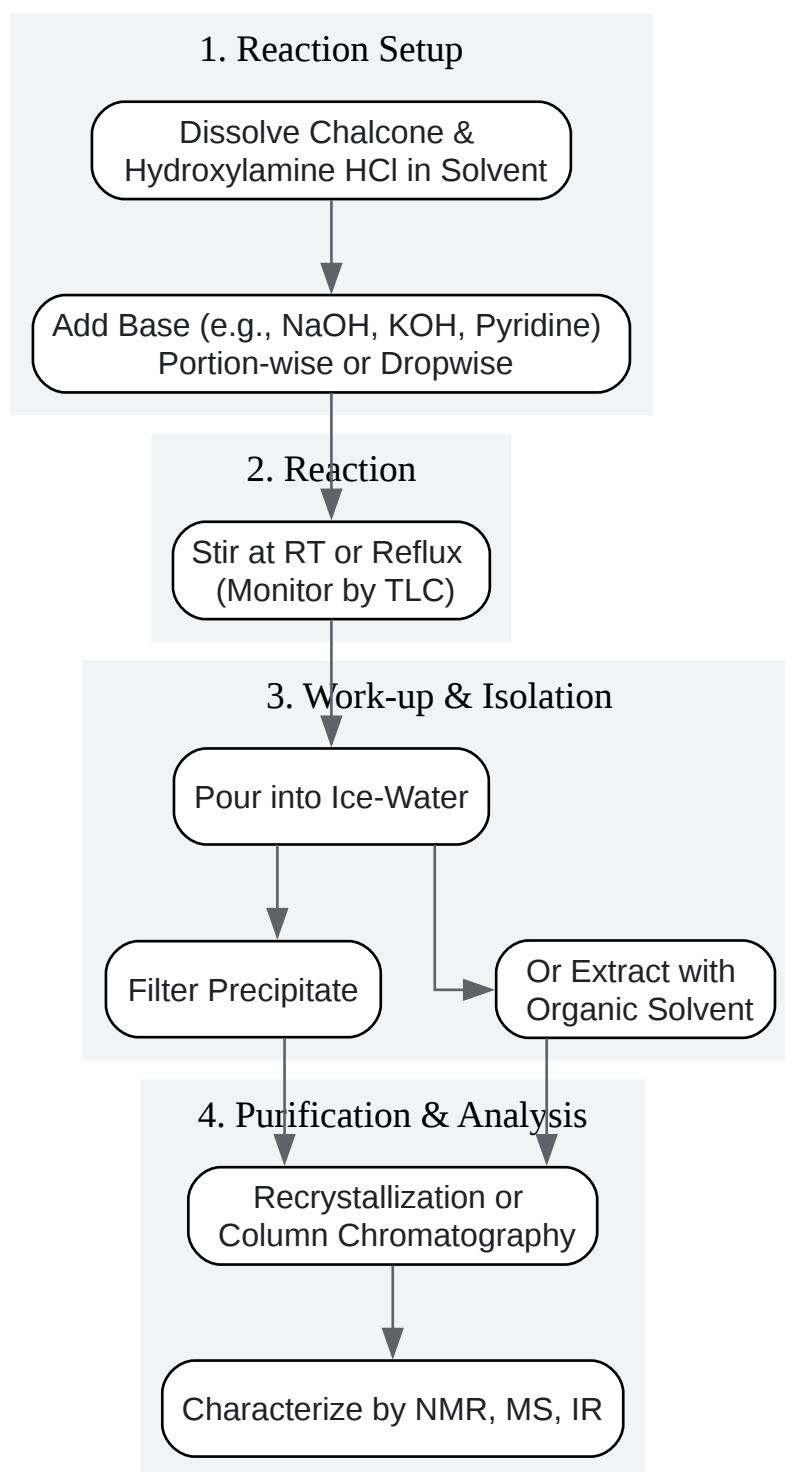 1. Reaction Setup
Dissolve Chalcone &
Hydroxylamine HCl in Solvent
Add Base (e.g., NaOH, KOH, Pyridine)
Portion-wise or Dropwise
2. Reaction
Stir at RT or Reflux
(Monitor by TLC)
3. Work-up & Isolation
Pour into Ice-Water
Filter Precipitate
Or Extract with
Organic Solvent
4. Purification & Analysis
Recrystallization or
Column Chromatography
Characterize by NMR, MS, IR